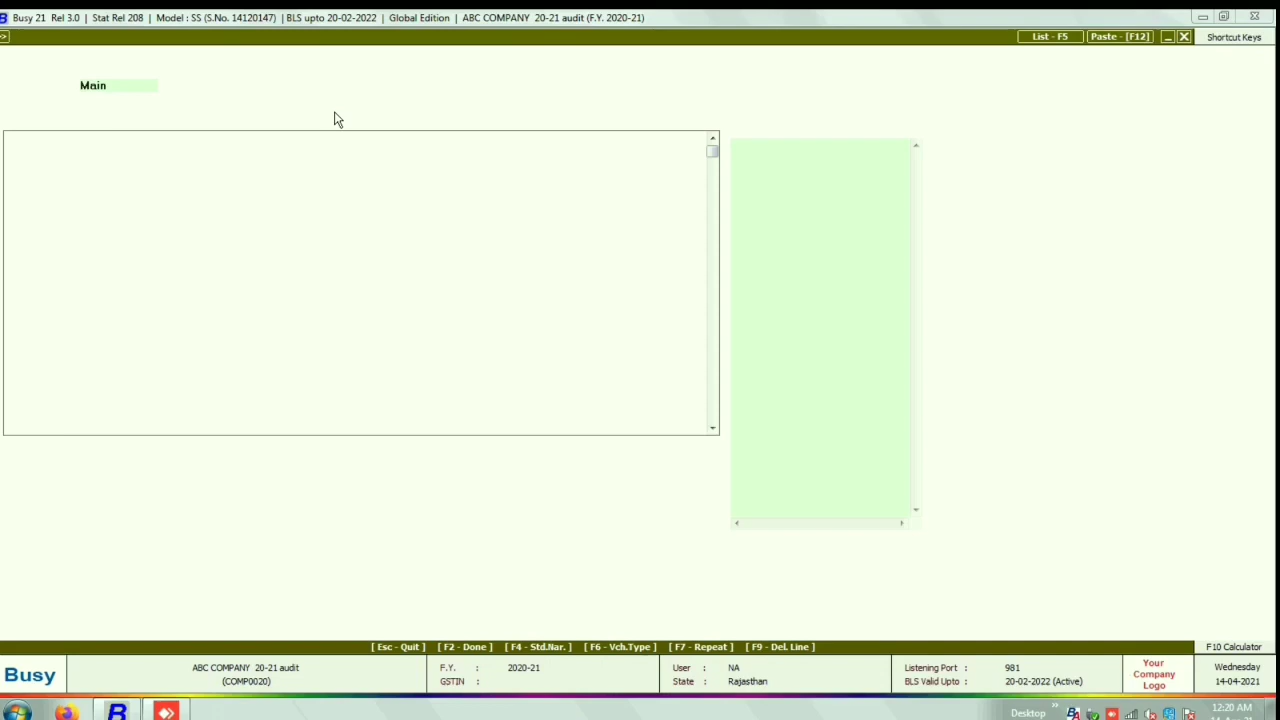 Busy 21 Rel 3.0 | Stat Rel 208 | Model : SS (S.No. 14120147) | BLS upto 20-02-2022 | Global Edition | ABC COMPANY 20-21 audit (F.Y. 2020-21)
>> List - F5 Paste - [F12] Shortcut Keys
Main
[ Esc - Quit ] [ F2 - Done ] [ F4 - Std.Nar. ] [ F6 - Vch.Type ] [ F7 - Repeat ] [ F9 - Del. Line ] F10 Calculator
Busy
ABC COMPANY 20-21 audit
(COMP0020)
F.Y. : 2020-21
GSTIN :
User : NA
State : Rajasthan
Listening Port : 981
BLS Valid Upto : 20-02-2022 (Active)
Your
Company
Logo
Wednesday
14-04-2021
Desktop
12:20 AM